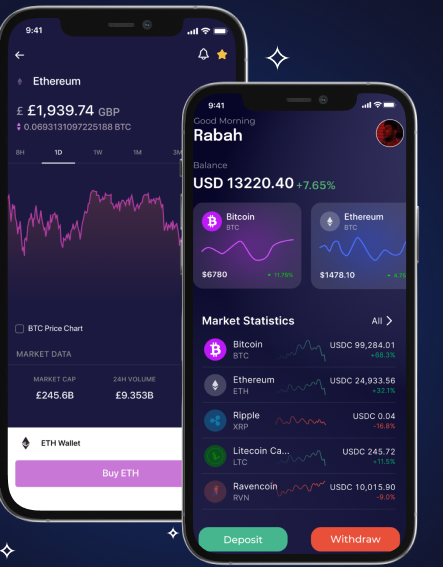 9:41
Ethereum
£ £1,939.74 GBP
0.0693131097225188 BTC
8H 1D 1W 1M 3M
BTC Price Chart
MARKET DATA
MARKET CAP 24H VOLUME
£245.6B £9.353B
ETH Wallet
Buy ETH
9:41
Good Morning
Rabah
Balance
USD 13220.40 +7.65%
Bitcoin
BTC
$6780 11.76%
Ethereum
BTC
$1478.10
Market Statistics All
Bitcoin USDC 99,284.01
BTC +68.3%
Ethereum USDC 24,933.56
ETH +32.1%
Ripple USDC 0.04
XRP -16.8%
Litecoin Ca... USDC 245.72
LTC +11.5%
Ravencoin USDC 10,015.90
RVN -9.0%
Deposit Withdraw